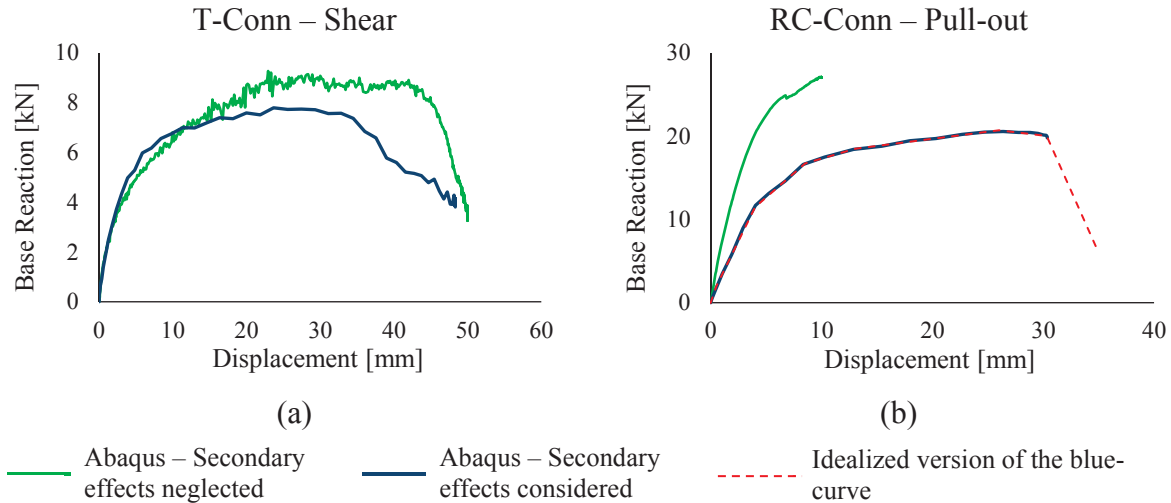 T-Conn – Shear
10
8
6
4
2
0
Base Reaction [kN]
0 10 20 30 40 50 60
Displacement [mm]
(a)
RC-Conn – Pull-out
30
20
10
0
Base Reaction [kN]
0 10 20 30 40
Displacement [mm]
(b)
Abaqus – Secondary
effects neglected
Abaqus – Secondary
effects considered
Idealized version of the blue-
curve